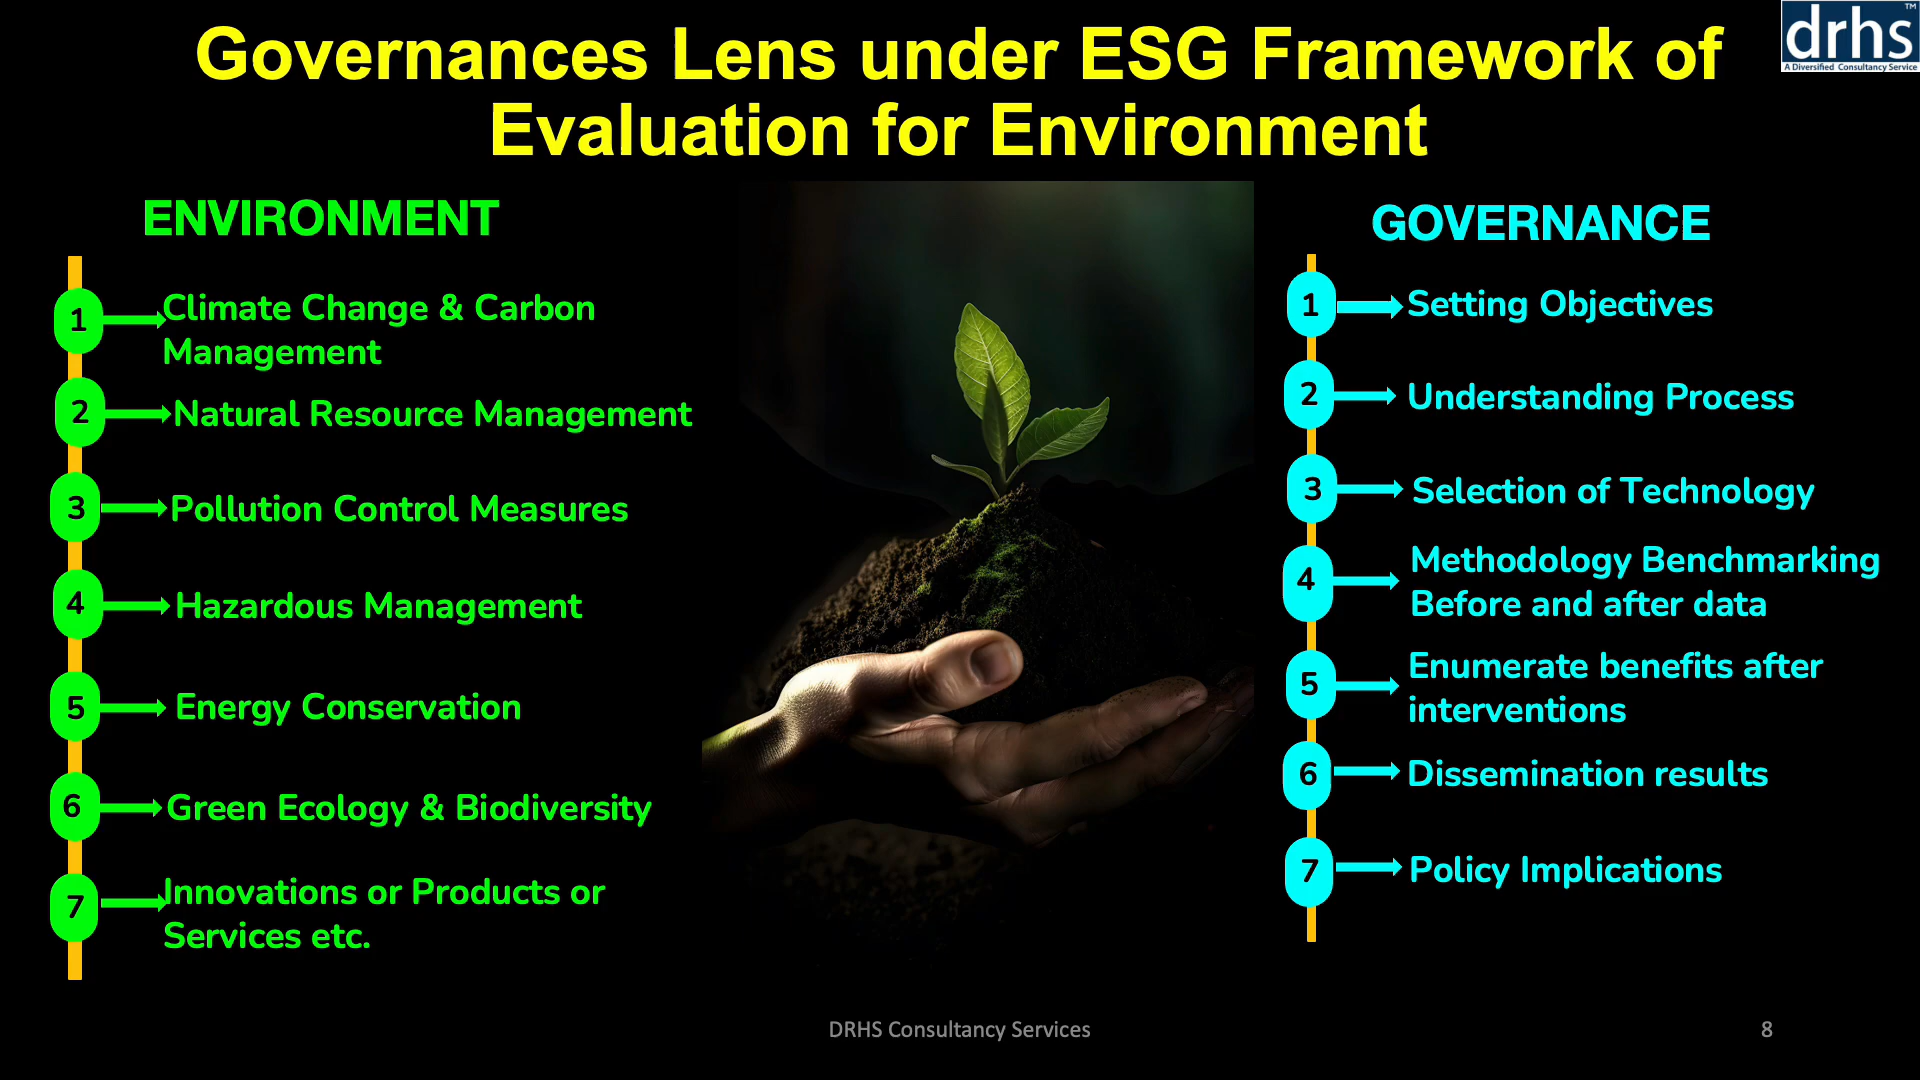 Governances Lens under ESG Framework of
Evaluation for Environment
drhs™
A Diversified Consultancy Service
ENVIRONMENT
1
Climate Change & Carbon
Management
2
Natural Resource Management
3
Pollution Control Measures
4
Hazardous Management
5
Energy Conservation
6
Green Ecology & Biodiversity
7
Innovations or Products or
Services etc.
GOVERNANCE
1
Setting Objectives
2
Understanding Process
3
Selection of Technology
4
Methodology Benchmarking
Before and after data
5
Enumerate benefits after
interventions
6
Dissemination results
7
Policy Implications
DRHS Consultancy Services
8